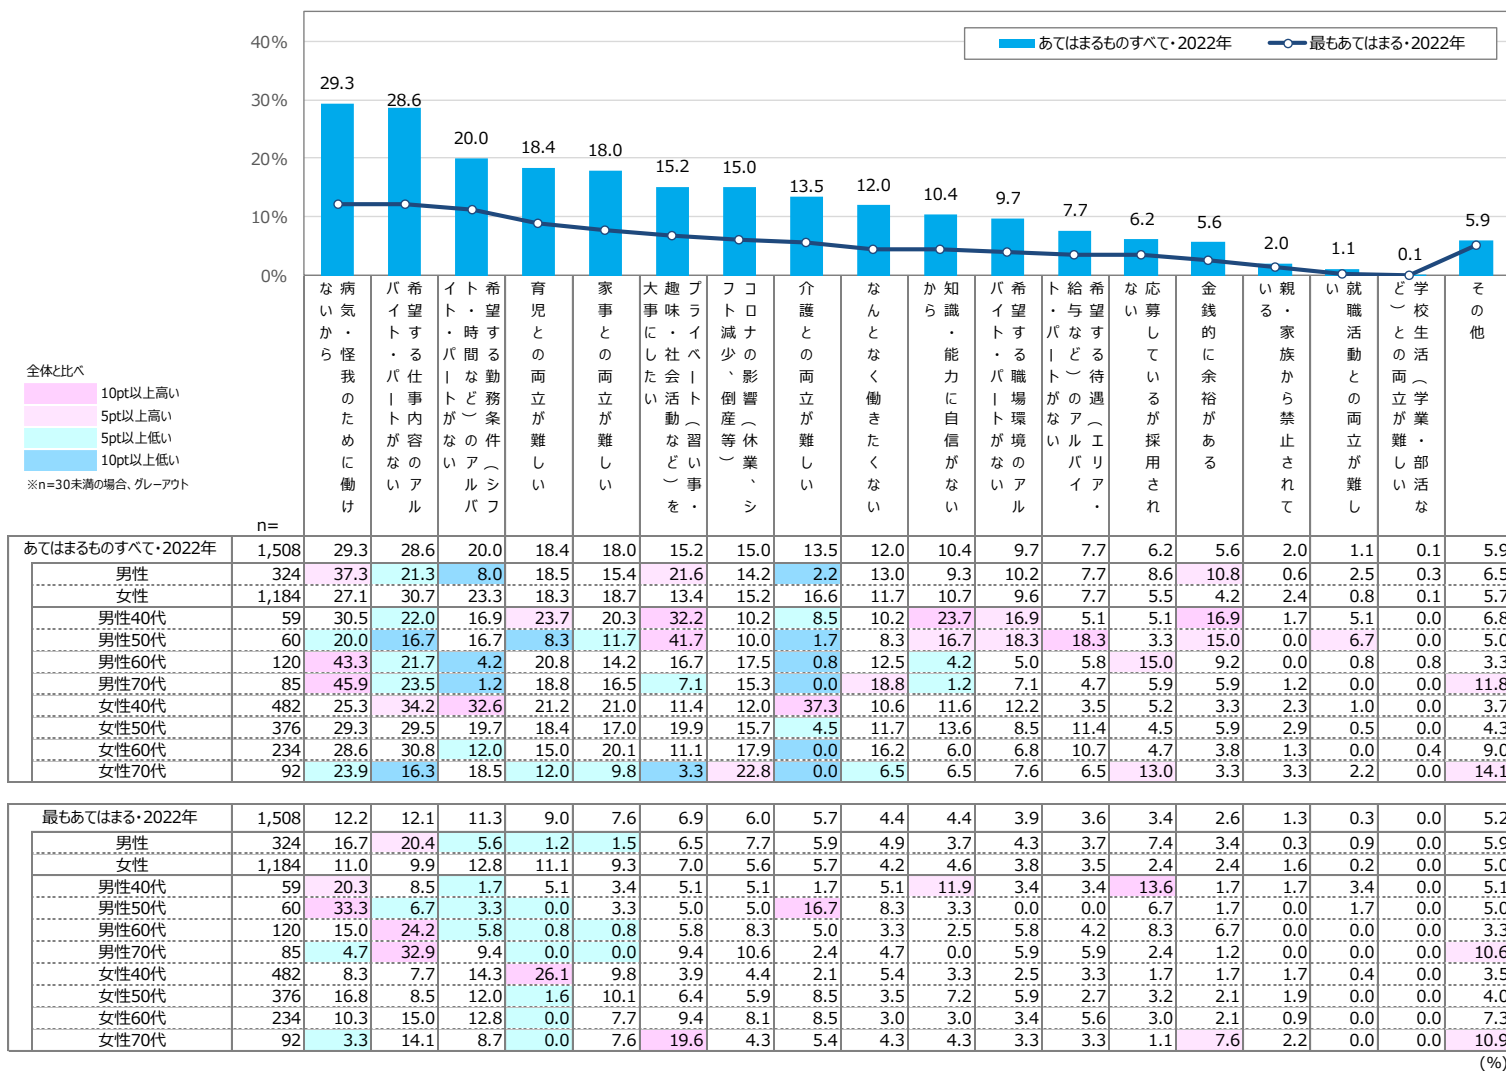 あてはまるものすべて・2022年 最もあてはまる・2022年
40%
30%
20%
10%
0%
29.3 28.6 20.0 18.4 18.0 15.2 15.0 13.5 12.0 10.4 9.7 7.7 6.2 5.6 2.0 1.1 0.1 5.9
病気・怪我のために働け
ないから
希望する仕事内容のアル
バイト・パートがない
希望する勤務条件（シフ
ト・時間など）のアルバ
イト・パートがない
育児との両立が難しい
家事との両立が難しい
プライベート（習い事・
趣味・社会活動など）を
大事にしたい
コロナの影響（休業、シ
フト減少、倒産等）
介護との両立が難しい
なんとなく働きたくない
知識・能力に自信がない
から
希望する職場環境のアル
バイト・パートがない
希望する待遇（エリア・
給与など）のアルバイ
ト・パートがない
応募しているが採用され
ない
金銭的に余裕がある
親・家族から禁止されて
いる
就職活動との両立が難し
い
学校生活（学業・部活な
ど）との両立が難しい
その他
全体と比べ
10pt以上高い
5pt以上高い
5pt以上低い
10pt以上低い
※n=30未満の場合、グレーアウト
n=
あてはまるものすべて・2022年 1,508 29.3 28.6 20.0 18.4 18.0 15.2 15.0 13.5 12.0 10.4 9.7 7.7 6.2 5.6 2.0 1.1 0.1 5.9
男性 324 37.3 21.3 8.0 18.5 15.4 21.6 14.2 2.2 13.0 9.3 10.2 7.7 8.6 10.8 0.6 2.5 0.3 6.5
女性 1,184 27.1 30.7 23.3 18.3 18.7 13.4 15.2 16.6 11.7 10.7 9.6 7.7 5.5 4.2 2.4 0.8 0.1 5.7
男性40代 59 30.5 22.0 16.9 23.7 20.3 32.2 10.2 8.5 10.2 23.7 16.9 5.1 5.1 16.9 1.7 5.1 0.0 6.8
男性50代 60 20.0 16.7 16.7 8.3 11.7 41.7 10.0 1.7 8.3 16.7 18.3 18.3 3.3 15.0 0.0 6.7 0.0 5.0
男性60代 120 43.3 21.7 4.2 20.8 14.2 16.7 17.5 0.8 12.5 4.2 5.0 5.8 15.0 9.2 0.0 0.8 0.8 3.3
男性70代 85 45.9 23.5 1.2 18.8 16.5 7.1 15.3 0.0 18.8 1.2 7.1 4.7 5.9 5.9 1.2 0.0 0.0 11.8
女性40代 482 25.3 34.2 32.6 21.2 21.0 11.4 12.0 37.3 10.6 11.6 12.2 3.5 5.2 3.3 2.3 1.0 0.0 3.7
女性50代 376 29.3 29.5 19.7 18.4 17.0 19.9 15.7 4.5 11.7 13.6 8.5 11.4 4.5 5.9 2.9 0.5 0.0 4.3
女性60代 234 28.6 30.8 12.0 15.0 20.1 11.1 17.9 0.0 16.2 6.0 6.8 10.7 4.7 3.8 1.3 0.0 0.4 9.0
女性70代 92 23.9 16.3 18.5 12.0 9.8 3.3 22.8 0.0 6.5 6.5 7.6 6.5 13.0 3.3 3.3 2.2 0.0 14.1
最もあてはまる・2022年 1,508 12.2 12.1 11.3 9.0 7.6 6.9 6.0 5.7 4.4 4.4 3.9 3.6 3.4 2.6 1.3 0.3 0.0 5.2
男性 324 16.7 20.4 5.6 1.2 1.5 6.5 7.7 5.9 4.9 3.7 4.3 3.7 7.4 3.4 0.3 0.9 0.0 5.9
女性 1,184 11.0 9.9 12.8 11.1 9.3 7.0 5.6 5.7 4.2 4.6 3.8 3.5 2.4 2.4 1.6 0.2 0.0 5.0
男性40代 59 20.3 8.5 1.7 5.1 3.4 5.1 5.1 1.7 5.1 11.9 3.4 3.4 13.6 1.7 1.7 3.4 0.0 5.1
男性50代 60 33.3 6.7 3.3 0.0 3.3 5.0 5.0 16.7 8.3 3.3 0.0 0.0 6.7 1.7 0.0 1.7 0.0 5.0
男性60代 120 15.0 24.2 5.8 0.8 0.8 5.8 8.3 5.0 3.3 2.5 5.8 4.2 8.3 6.7 0.0 0.0 0.0 3.3
男性70代 85 4.7 32.9 9.4 0.0 0.0 9.4 10.6 2.4 4.7 0.0 5.9 5.9 2.4 1.2 0.0 0.0 0.0 10.6
女性40代 482 8.3 7.7 14.3 26.1 9.8 3.9 4.4 2.1 5.4 3.3 2.5 3.3 1.7 1.7 1.7 0.4 0.0 3.5
女性50代 376 16.8 8.5 12.0 1.6 10.1 6.4 5.9 8.5 3.5 7.2 5.9 2.7 3.2 2.1 1.9 0.0 0.0 4.0
女性60代 234 10.3 15.0 12.8 0.0 7.7 9.4 8.1 8.5 3.0 3.0 3.4 5.6 3.0 2.1 0.9 0.0 0.0 7.3
女性70代 92 3.3 14.1 8.7 0.0 7.6 19.6 4.3 5.4 4.3 4.3 3.3 3.3 1.1 7.6 2.2 0.0 0.0 10.9
(%)